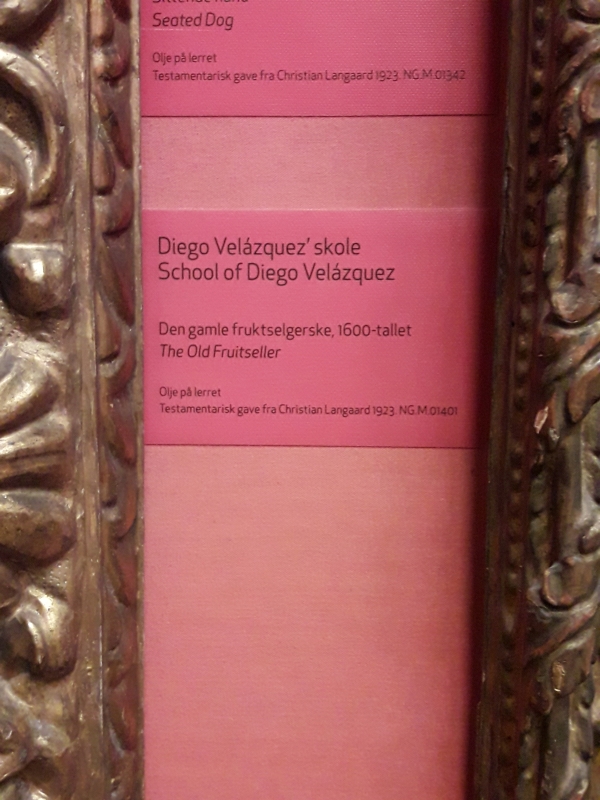 Seated Dog
Olje på lerret
Testamentarisk gave fra Christian Langaard 1923. NG.M.01342
Diego Velázquez' skole
School of Diego Velázquez
Den gamle fruktselgerske, 1600-tallet
The Old Fruitseller
Olje på lerret
Testamentarisk gave fra Christian Langaard 1923. NG.M.01401